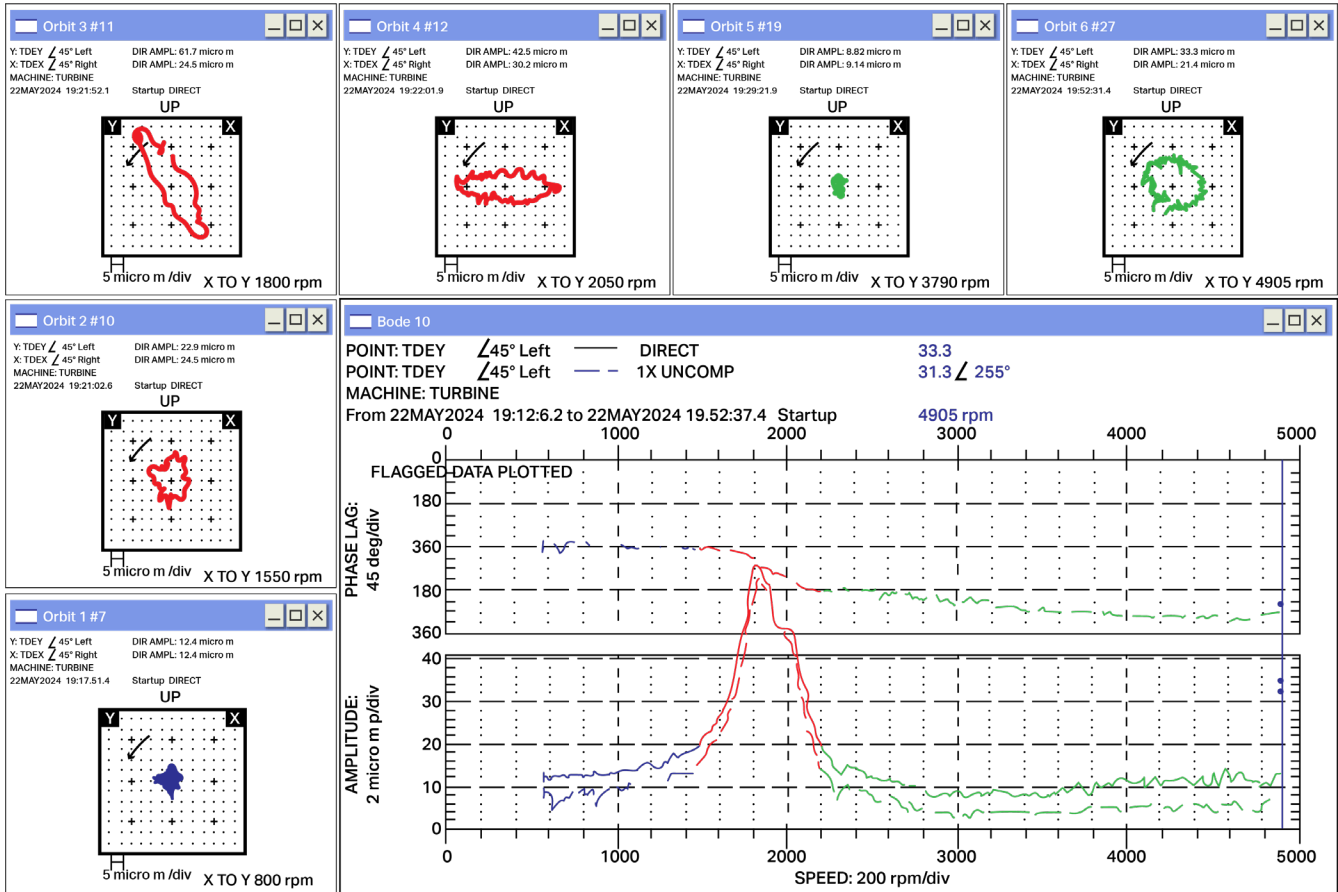 Orbit 3 #11
Y: TDEY ∠ 45° Left DIR AMPL: 61.7 micro m
X: TDEX ∠ 45° Right DIR AMPL: 24.5 micro m
MACHINE: TURBINE
22MAY2024 19:21:52.1 Startup DIRECT
UP
Y X
5 micro m /div X TO Y 1800 rpm
Orbit 4 #12
Y: TDEY ∠ 45° Left DIR AMPL: 42.5 micro m
X: TDEX ∠ 45° Right DIR AMPL: 30.2 micro m
MACHINE: TURBINE
22MAY2024 19:22:01.9 Startup DIRECT
UP
Y X
5 micro m /div X TO Y 2050 rpm
Orbit 5 #19
Y: TDEY ∠ 45° Left DIR AMPL: 8.82 micro m
X: TDEX ∠ 45° Right DIR AMPL: 9.14 micro m
MACHINE: TURBINE
22MAY2024 19:29:21.9 Startup DIRECT
UP
Y X
5 micro m /div X TO Y 3790 rpm
Orbit 6 #27
Y: TDEY ∠ 45° Left DIR AMPL: 33.3 micro m
X: TDEX ∠ 45° Right DIR AMPL: 21.4 micro m
MACHINE: TURBINE
22MAY2024 19:52:31.4 Startup DIRECT
UP
Y X
5 micro m /div X TO Y 4905 rpm
Orbit 2 #10
Y: TDEY ∠ 45° Left DIR AMPL: 22.9 micro m
X: TDEX ∠ 45° Right DIR AMPL: 24.5 micro m
MACHINE: TURBINE
22MAY2024 19:21:02.6 Startup DIRECT
UP
Y X
5 micro m /div X TO Y 1550 rpm
Orbit 1 #7
Y: TDEY ∠ 45° Left DIR AMPL: 12.4 micro m
X: TDEX ∠ 45° Right DIR AMPL: 12.4 micro m
MACHINE: TURBINE
22MAY2024 19:17.51.4 Startup DIRECT
UP
Y X
5 micro m /div X TO Y 800 rpm
Bode 10
POINT: TDEY ∠45° Left DIRECT 33.3
POINT: TDEY ∠45° Left 1X UNCOMP 31.3∠ 255°
MACHINE: TURBINE
From 22MAY2024 19:12:6.2 to 22MAY2024 19.52:37.4 Startup 4905 rpm
0 1000 2000 3000 4000 5000
FLAGGED DATA PLOTTED
PHASE LAG:
45 deg/div
0
180
360
180
360
AMPLITUDE:
2 micro m p/div
40
30
20
10
0
0 1000 2000 3000 4000 5000
SPEED: 200 rpm/div